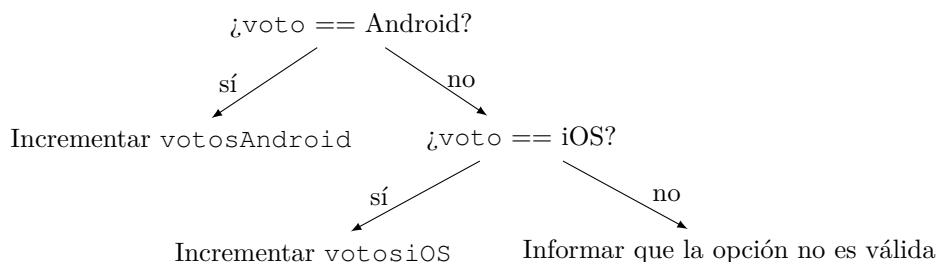 ¿voto == Android?
sí
no
Incrementar votosAndroid
¿voto == iOS?
sí
no
Incrementar votosiOS
Informar que la opción no es válida